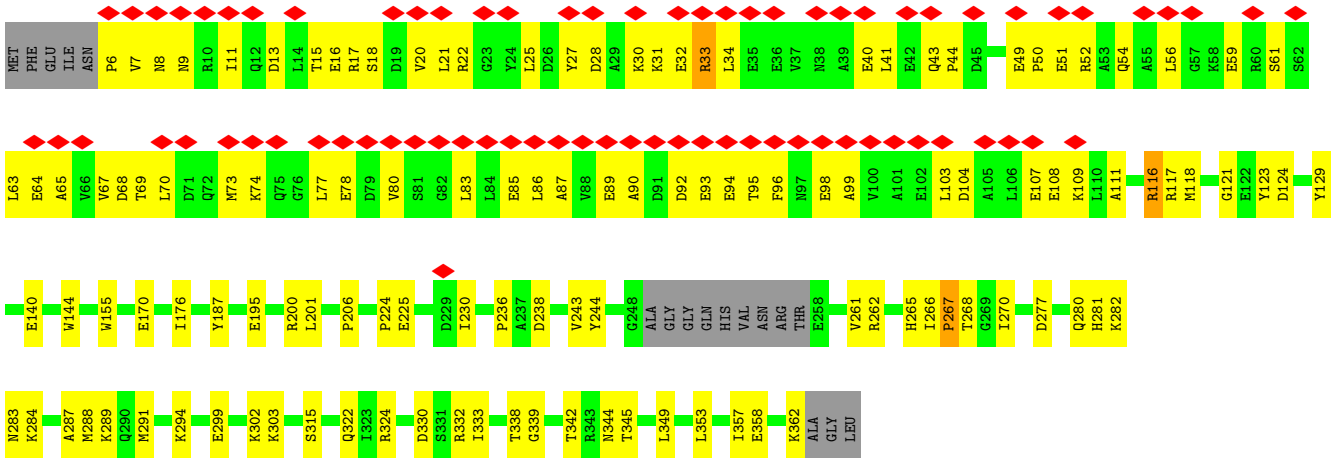 MET PHE GLU ILE ASN P6 V7 N8 N9 R10 I11 Q12 D13 L14 T15 E16 R17 S18 D19 V20 L21 R22 G23 Y24 L25 D26 Y27 D28 A29 K30 K31 E32 R33 L34 E35 E36 V37 N38 A39 E40 L41 E42 Q43 P44 D45 E49 P50 E51 R52 A53 Q54 A55 L56 G57 K58 E59 R60 S61 S62
L63 E64 A65 V66 V67 D68 T69 L70 D71 Q72 M73 K74 Q75 G76 L77 E78 D79 V80 S81 G82 L83 L84 E85 L86 A87 V88 E89 A90 D91 D92 E93 E94 T95 F96 N97 E98 A99 V100 A101 E102 L103 D104 A105 L106 E107 E108 K109 L110 A111 R116 R117 M118 G121 E122 Y123 D124 Y129
E140 W144 W155 E170 I176 Y187 E195 R200 L201 P206 P224 E225 D229 I230 P236 A237 D238 V243 Y244 G248 ALA GLY GLY GLN HIS VAL ASN ARG THR E258 V261 R262 H265 I266 P267 T268 G269 I270 D277 Q280 H281 K282
N283 K284 A287 M288 K289 Q290 M291 K294 E299 K302 K303 S315 Q322 I323 R324 D330 S331 R332 I333 T338 G339 T342 R343 N344 T345 L349 L353 I357 E358 K362 ALA GLY LEU